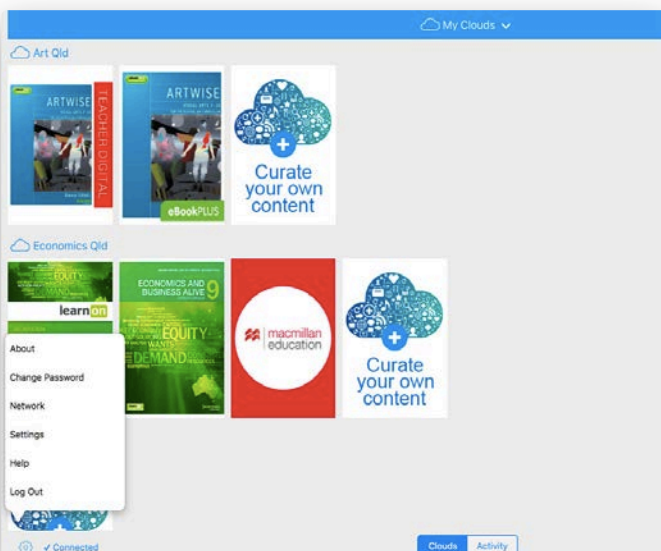 My Clouds
Art Qld
ARTWISE
TEACHER DIGITAL
ARTWISE
eBookPLUS
Curate
your own
content
Economics Qld
EQUITY
learnon
ECONOMICS AND
BUSINESS ALIVE 9
EQUITY
WANTS
DEMAND
macmillan
education
Curate
your own
content
About
Change Password
Network
Settings
Help
Log Out
Connected
Clouds
Activity